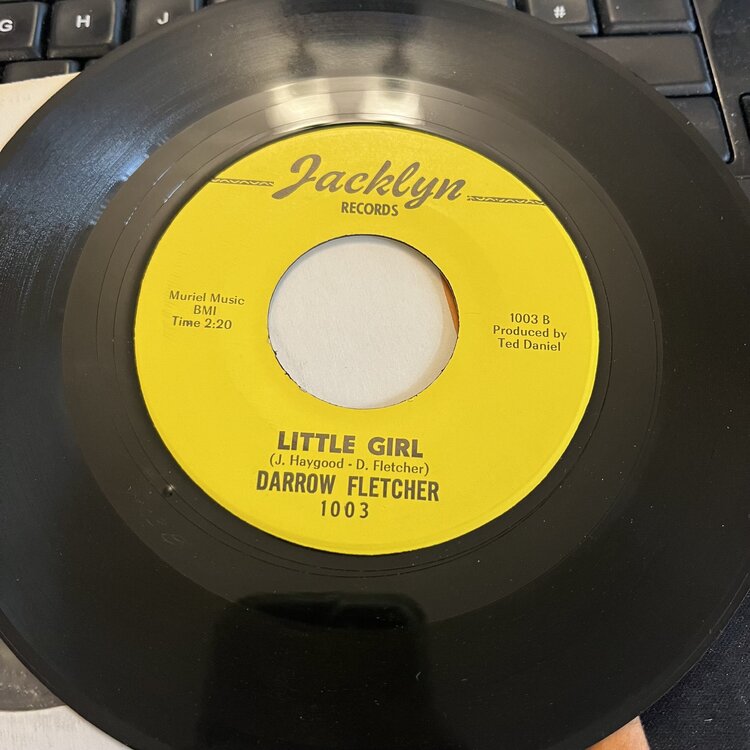 G H J #
Jacklyn
RECORDS
Muriel Music
BMI
Time 2:20
1003 B
Produced by
Ted Daniel
LITTLE GIRL
(J. Haygood - D. Fletcher)
DARROW FLETCHER
1003